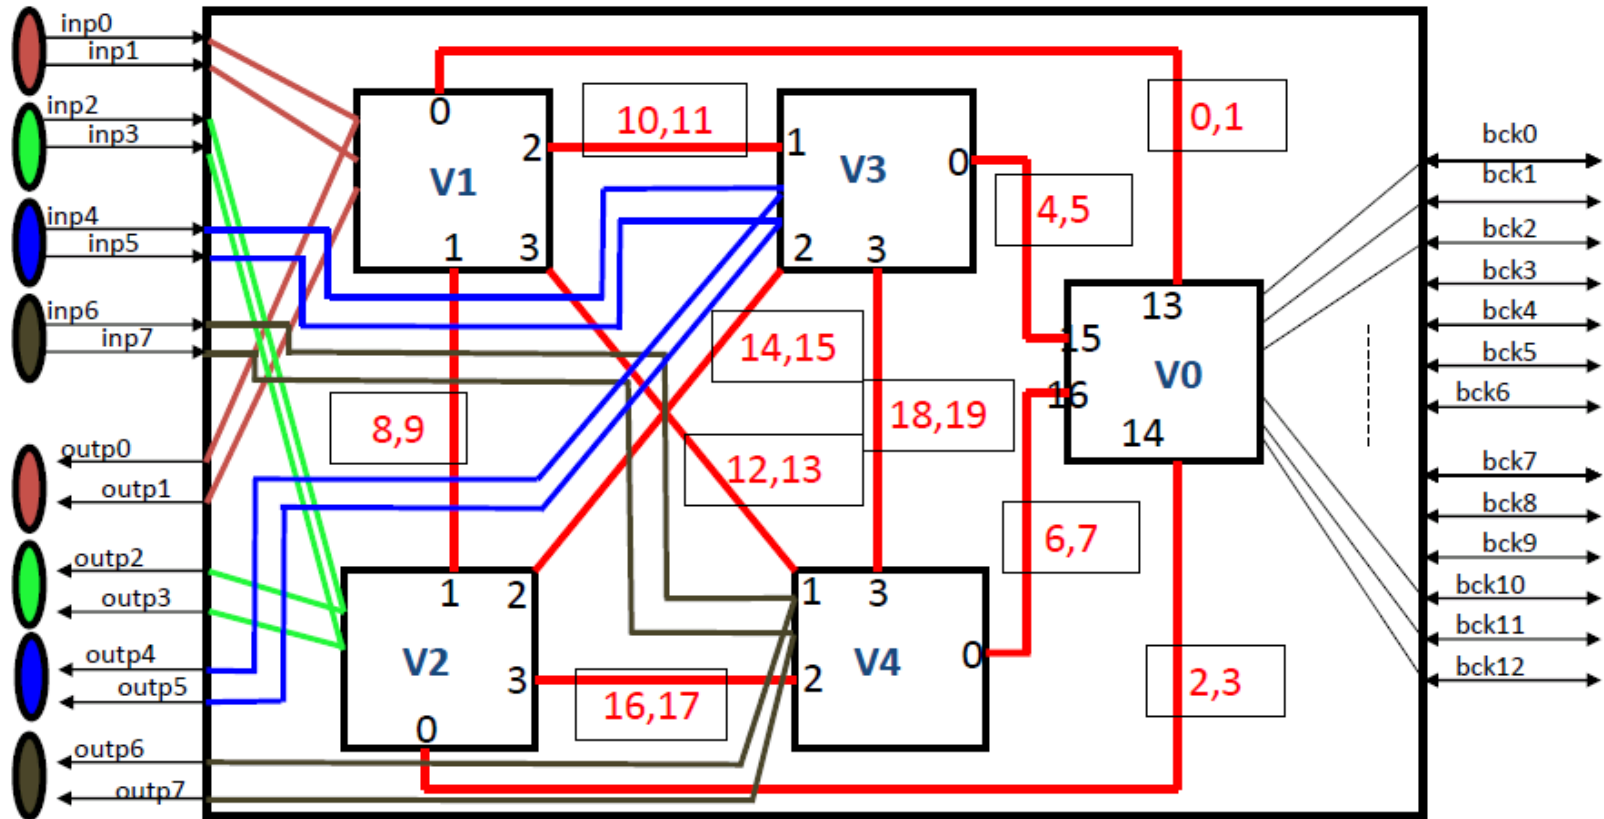 inp0
inp1
inp2
inp3
inp4
inp5
inp6
inp7
outp0
outp1
outp2
outp3
outp4
outp5
outp6
outp7
0
2
V1
1 3
10,11
1
V3
0
2 3
0,1
4,5
13
15
V0
16
14
14,15
18,19
8,9
12,13
6,7
1 2
V2
3
0
16,17
1 3
V4
0
2
2,3
bck0
bck1
bck2
bck3
bck4
bck5
bck6
bck7
bck8
bck9
bck10
bck11
bck12